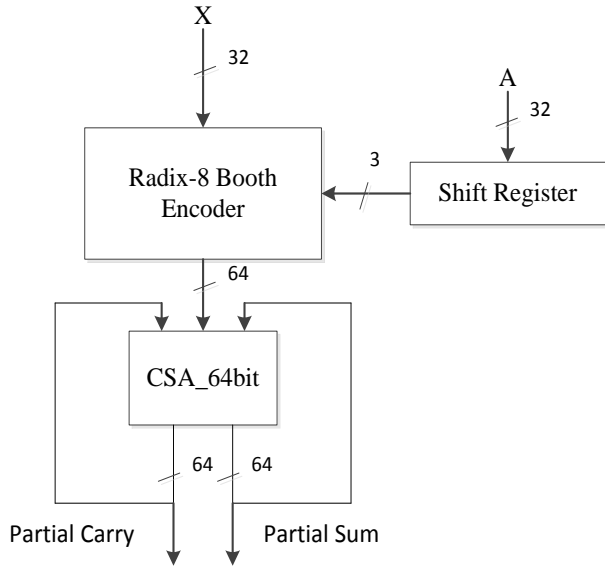 X
32
A
32
3
Radix-8 Booth
Encoder
Shift Register
64
CSA_64bit
64
64
Partial Carry
Partial Sum